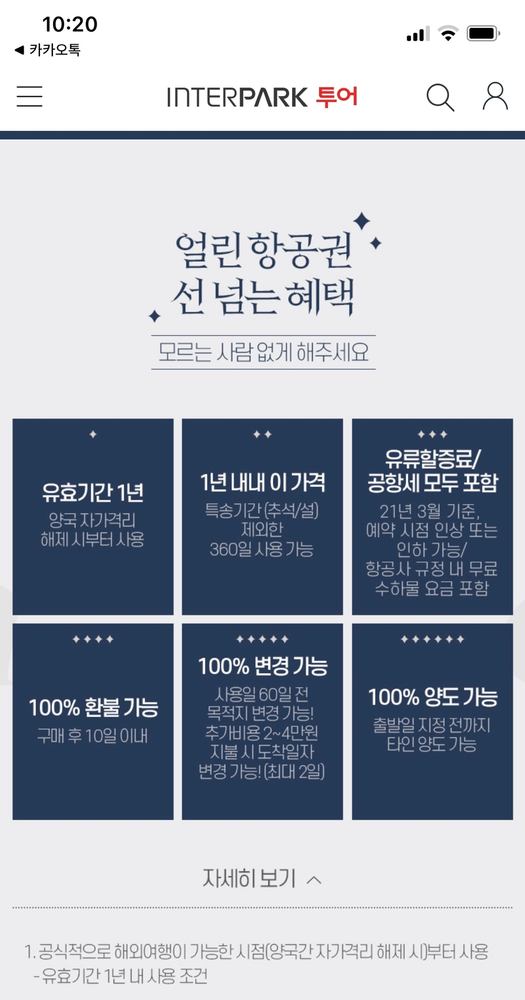 10:20
◀ 카카오톡
INTERPARK 투어
얼린 항공권
선 넘는 혜택
모르는 사람 없게 해주세요
유효기간 1년
양국 자가격리
해제 시부터 사용
1년 내내 이 가격
특송기간 (추석/설)
제외한
360일 사용 가능
유류할증료/
공항세 모두 포함
21년 3월 기준,
예약 시점 인상 또는
인하 가능/
항공사 규정 내 무료
수하물 요금 포함
100% 환불 가능
구매 후 10일 이내
100% 변경 가능
사용일 60일 전
목적지 변경 가능!
추가비용 2~4만원
지불 시 도착일자
변경 가능! (최대 2일)
100% 양도 가능
출발일 지정 전까지
타인 양도 가능
자세히 보기
1. 공식적으로 해외여행이 가능한 시점(양국간 자가격리 해제 시)부터 사용
- 유효기간 1년 내 사용 조건